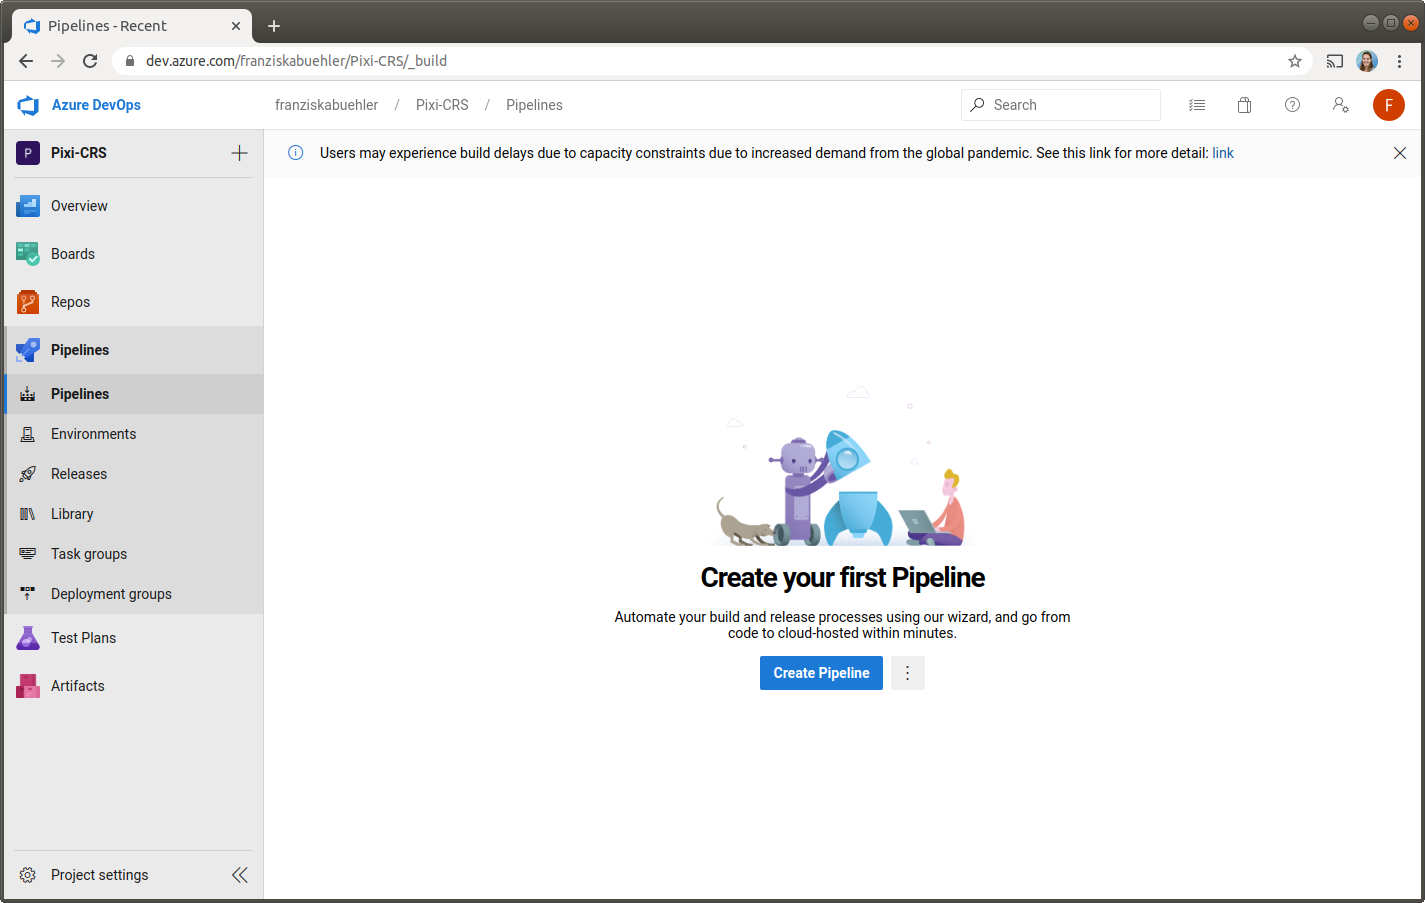 Pipelines - Recent
dev.azure.com/franziskabuehler/Pixi-CRS/_build
Azure DevOps
franziskabuehler / Pixi-CRS / Pipelines
Search
F
P Pixi-CRS
Users may experience build delays due to capacity constraints due to increased demand from the global pandemic. See this link for more detail: link
Overview
Boards
Repos
Pipelines
Pipelines
Environments
Releases
Library
Task groups
Deployment groups
Test Plans
Artifacts
Create your first Pipeline
Automate your build and release processes using our wizard, and go from
code to cloud-hosted within minutes.
Create Pipeline
Project settings